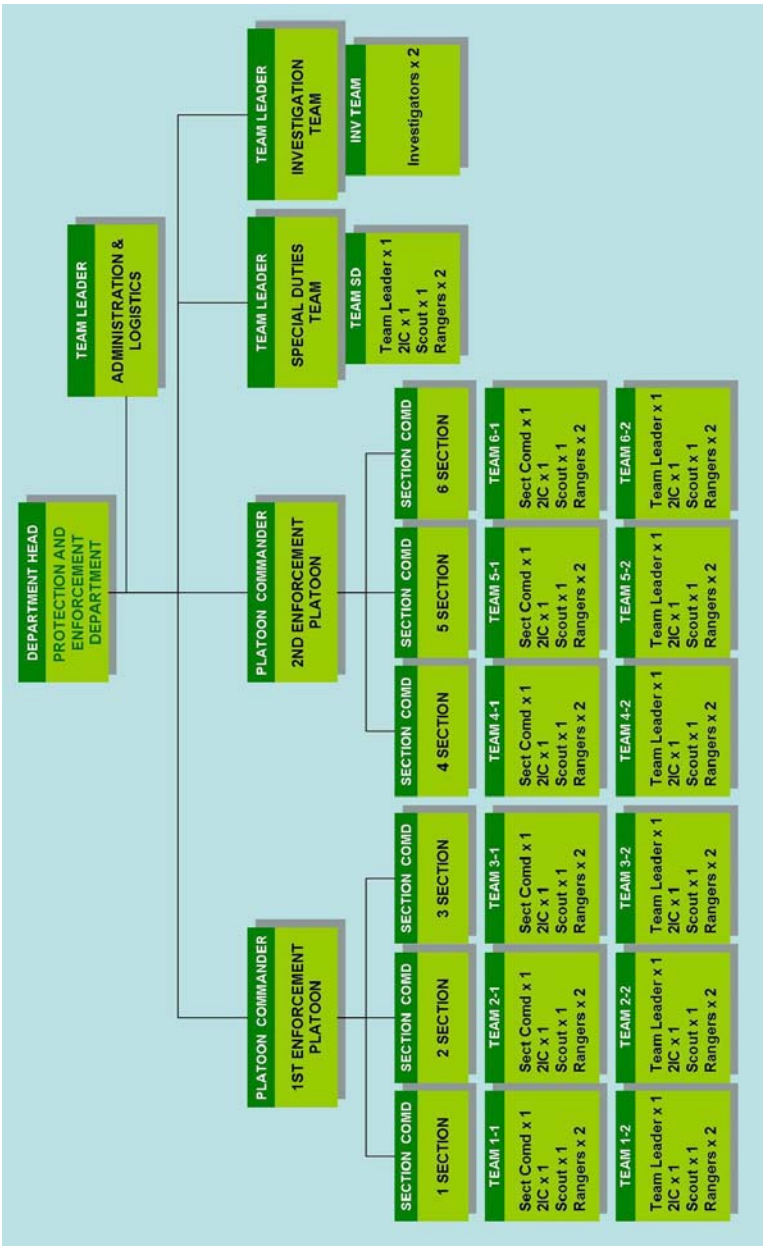 DEPARTMENT HEAD
PROTECTION AND
ENFORCEMENT
DEPARTMENT
TEAM LEADER
ADMINISTRATION &
LOGISTICS
PLATOON COMMANDER
1ST ENFORCEMENT
PLATOON
PLATOON COMMANDER
2ND ENFORCEMENT
PLATOON
TEAM LEADER
SPECIAL DUTIES
TEAM
TEAM LEADER
INVESTIGATION
TEAM
TEAM SD
Team Leader x 1
2IC x 1
Scout x 1
Rangers x 2
INV TEAM
Investigators x 2
SECTION COMD
1 SECTION
SECTION COMD
2 SECTION
SECTION COMD
3 SECTION
SECTION COMD
4 SECTION
SECTION COMD
5 SECTION
SECTION COMD
6 SECTION
TEAM 1-1
Sect Comd x 1
2IC x 1
Scout x 1
Rangers x 2
TEAM 2-1
Sect Comd x 1
2IC x 1
Scout x 1
Rangers x 2
TEAM 3-1
Sect Comd x 1
2IC x 1
Scout x 1
Rangers x 2
TEAM 4-1
Sect Comd x 1
2IC x 1
Scout x 1
Rangers x 2
TEAM 5-1
Sect Comd x 1
2IC x 1
Scout x 1
Rangers x 2
TEAM 6-1
Sect Comd x 1
2IC x 1
Scout x 1
Rangers x 2
TEAM 1-2
Team Leader x 1
2IC x 1
Scout x 1
Rangers x 2
TEAM 2-2
Team Leader x 1
2IC x 1
Scout x 1
Rangers x 2
TEAM 3-2
Team Leader x 1
2IC x 1
Scout x 1
Rangers x 2
TEAM 4-2
Team Leader x 1
2IC x 1
Scout x 1
Rangers x 2
TEAM 5-2
Team Leader x 1
2IC x 1
Scout x 1
Rangers x 2
TEAM 6-2
Team Leader x 1
2IC x 1
Scout x 1
Rangers x 2